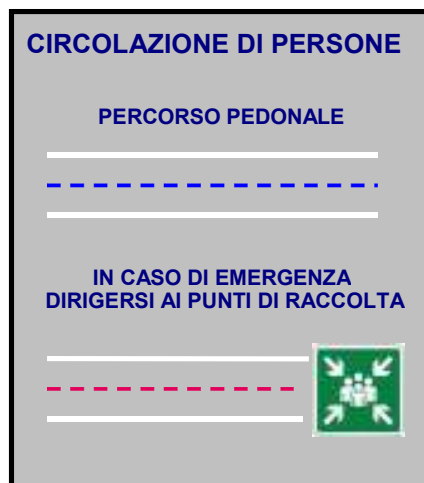 CIRCOLAZIONE DI PERSONE
PERCORSO PEDONALE
IN CASO DI EMERGENZA
DIRIGERSI AI PUNTI DI RACCOLTA